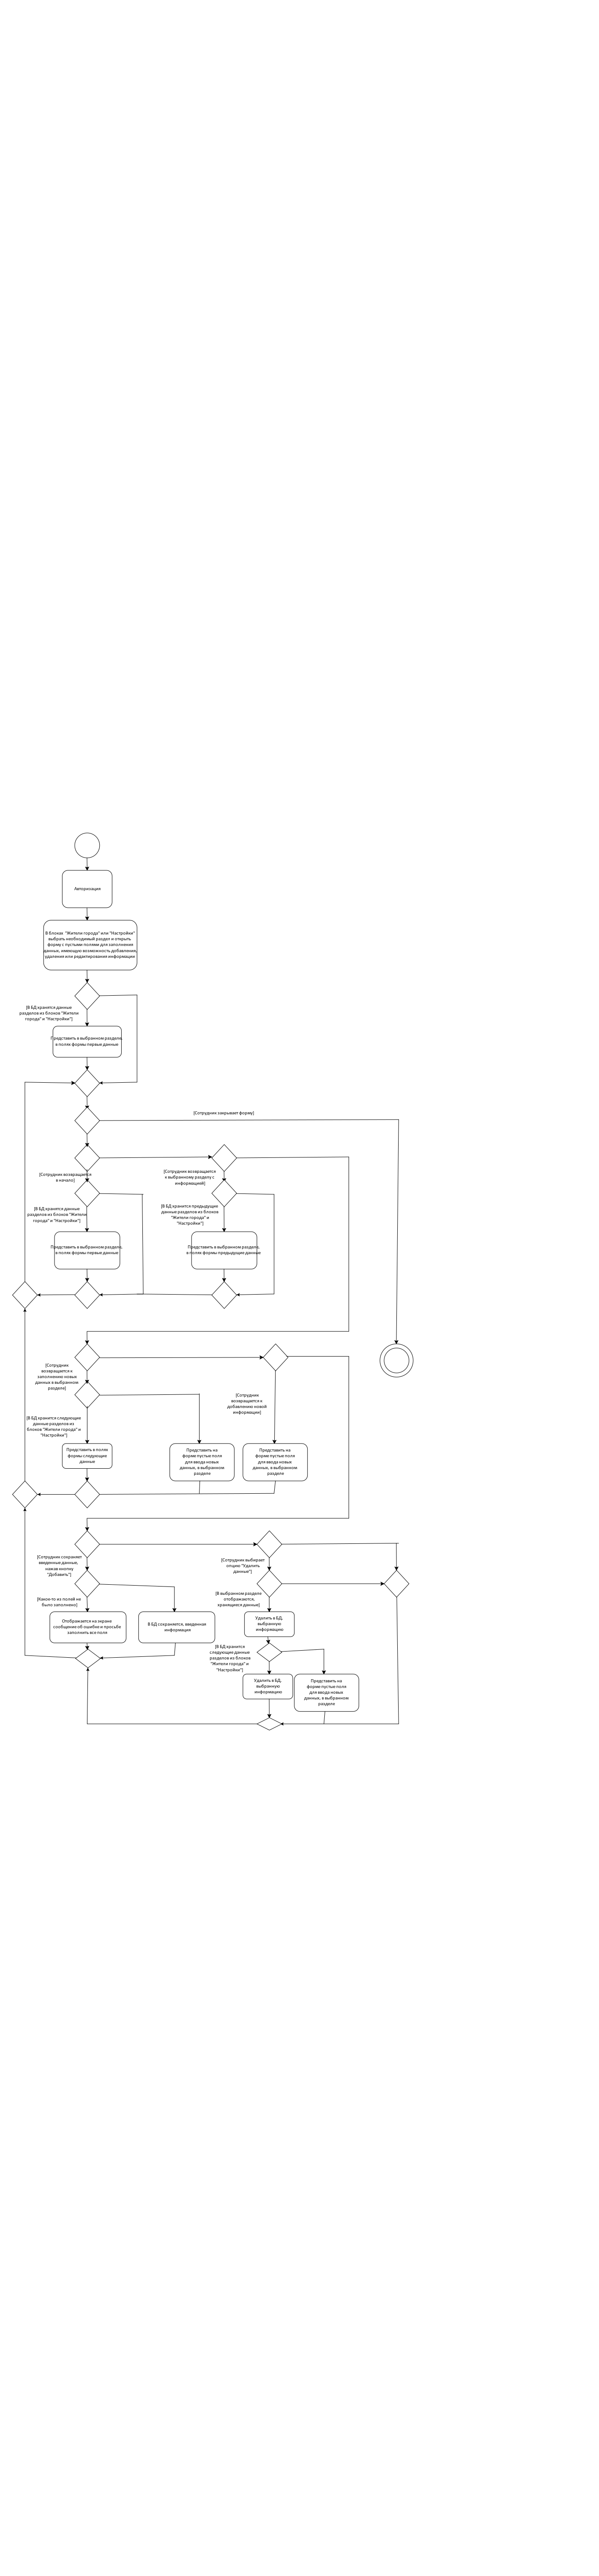 Авторизация
В блоках "Жители города" или "Настройки"
выбрать необходимый раздел и открыть
форму с пустыми полями для заполнения
данные, имеющую возможность добавления,
удаления или редактирования информации
[В БД хранятся данные
разделов из блоков "Жители
города" и "Настройки"]
Представить в выбранном разделе,
в полях формы первые данные
[Сотрудник закрывает форму]
[Сотрудник возвращается
в начало]
[Сотрудник возвращается
к выбранному разделу с
информацией]
[В БД хранятся данные
разделов из блоков "Жители
города" и "Настройки"]
[В БД хранится предыдущие
данные разделов из блоков
"Жители города" и
"Настройки"]
Представить в выбранном разделе,
в полях формы первые данные
Представить в выбранном разделе,
в полях формы предыдущие данные
[Сотрудник
возвращается к
заполнению новых
данных в выбранном
разделе]
[Сотрудник
возвращается к
добавлению новой
информации]
[В БД хранится следующие
данные разделов из
блоков "Жители города" и
"Настройки"]
Представить в полях
формы следующие
данные
Представить на
форме пустые поля
для ввода новых
данных, в выбранном
разделе
Представить на
форме пустые поля
для ввода новых
данных, в выбранном
разделе
[Сотрудник сохраняет
введенные данные,
нажав кнопку
"Добавить"]
[Сотрудник выбирает
опцию "Удалить
данные"]
[Какое-то из полей не
было заполнено]
[В выбранном разделе
отображаются,
хранящиеся данные]
Отображается на экране
сообщение об ошибке и просьбе
заполнить все поля
В БД сохраняется, введенная
информация
Удалить в БД,
выбранную
информацию
[В БД хранится
следующие данные
разделов из блоков
"Жители города" и
"Настройки"]
Удалить в БД,
выбранную
информацию
Представить на
форме пустые поля
для ввода новых
данных, в выбранном
разделе